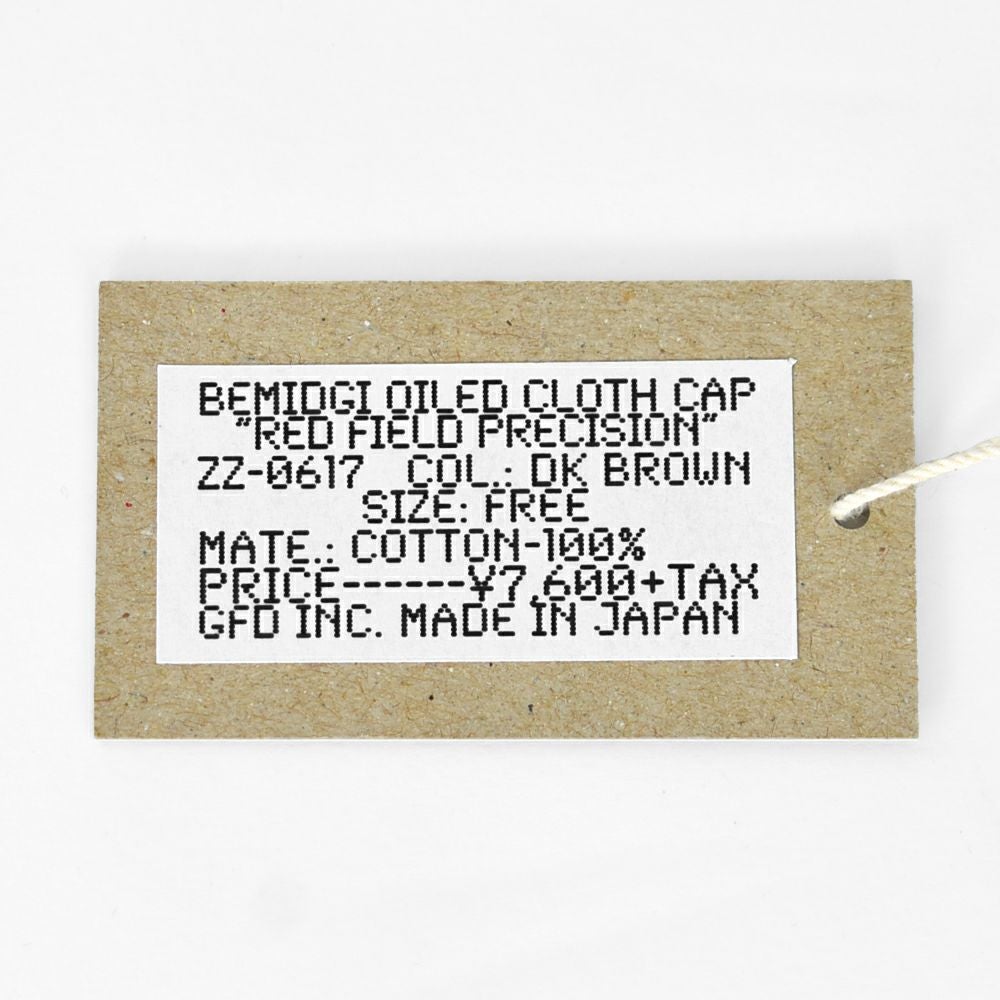 BEMIDGI OILED CLOTH CAP
"RED FIELD PRECISION"
ZZ-0617 COL.: DK BROWN
SIZE: FREE
MATE.: COTTON-100%
PRICE------¥7,600+TAX
GFD INC. MADE IN JAPAN